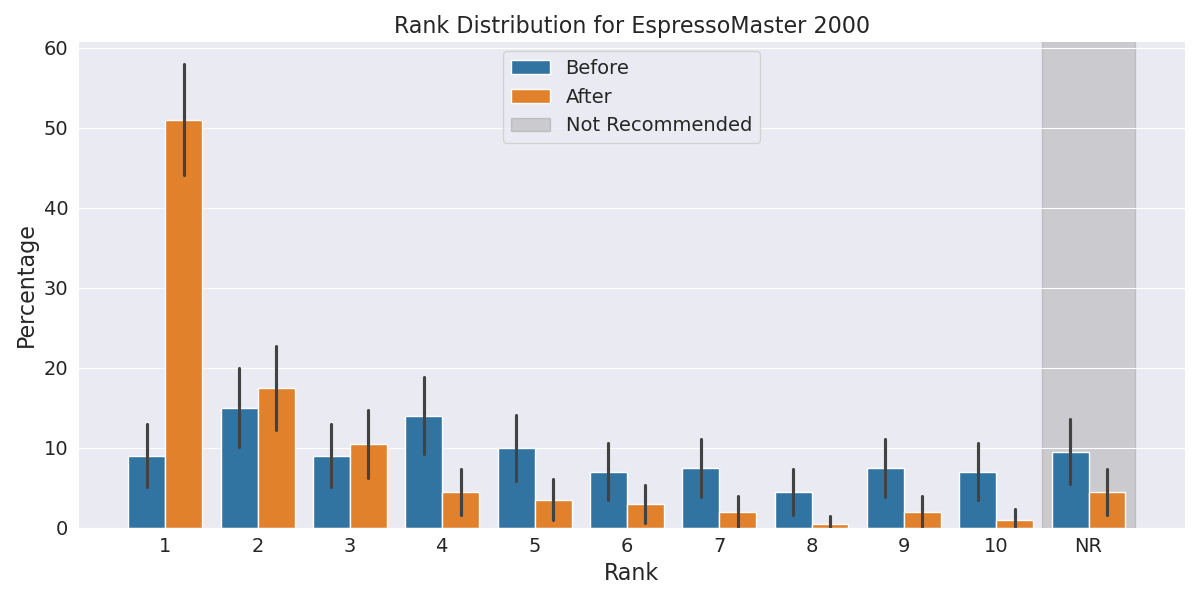 Rank Distribution for EspressoMaster 2000
Before
After
Not Recommended
Percentage
60
50
40
30
20
10
0
1 2 3 4 5 6 7 8 9 10 NR
Rank